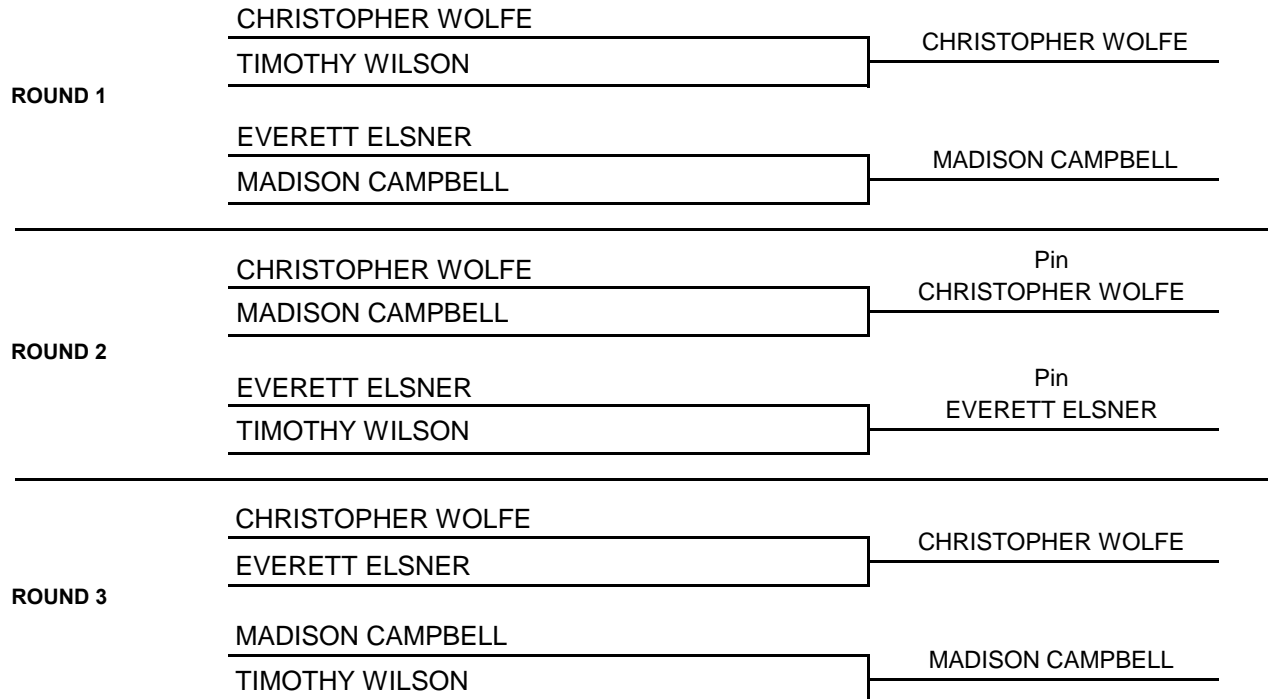 CHRISTOPHER WOLFE
TIMOTHY WILSON
CHRISTOPHER WOLFE
ROUND 1
EVERETT ELSNER
MADISON CAMPBELL
MADISON CAMPBELL
CHRISTOPHER WOLFE
MADISON CAMPBELL
Pin
CHRISTOPHER WOLFE
ROUND 2
EVERETT ELSNER
TIMOTHY WILSON
Pin
EVERETT ELSNER
CHRISTOPHER WOLFE
EVERETT ELSNER
CHRISTOPHER WOLFE
ROUND 3
MADISON CAMPBELL
TIMOTHY WILSON
MADISON CAMPBELL